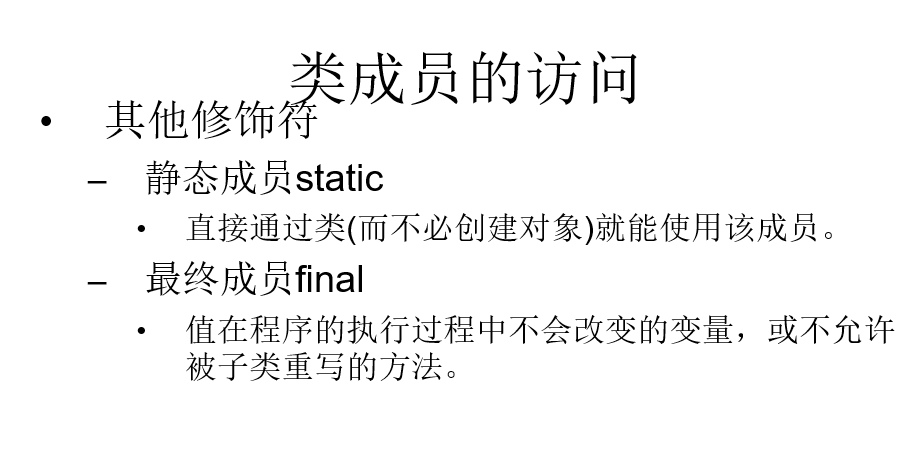 类成员的访问
• 其他修饰符
– 静态成员static
• 直接通过类(而不必创建对象)就能使用该成员。
– 最终成员final
• 值在程序的执行过程中不会改变的变量，或不允许
被子类重写的方法。